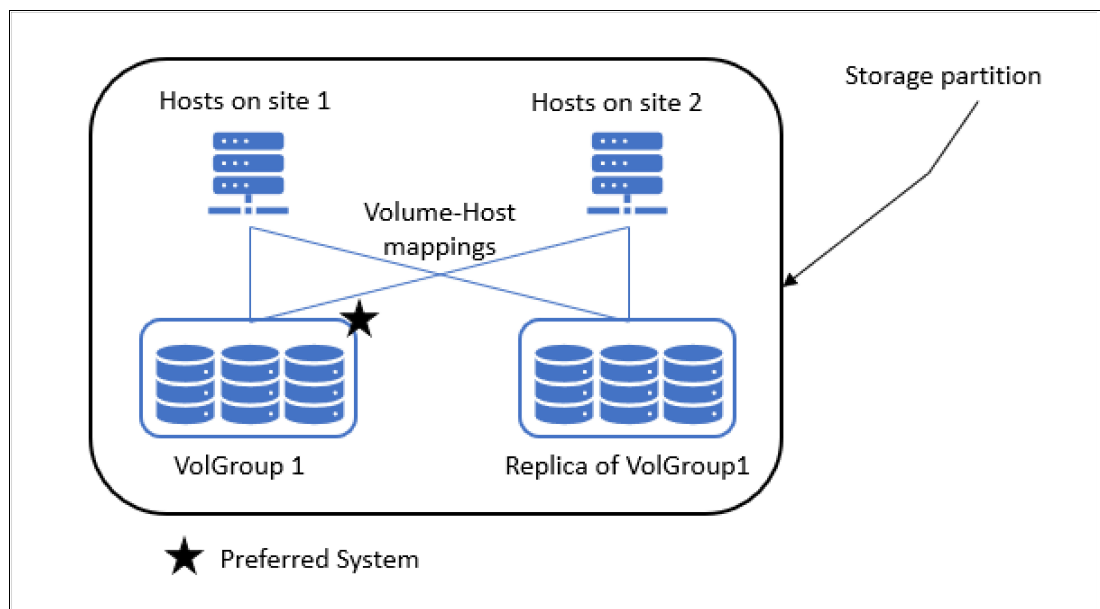 Storage partition
Hosts on site 1
Hosts on site 2
Volume-Host
mappings
VolGroup 1
Replica of VolGroup1
Preferred System